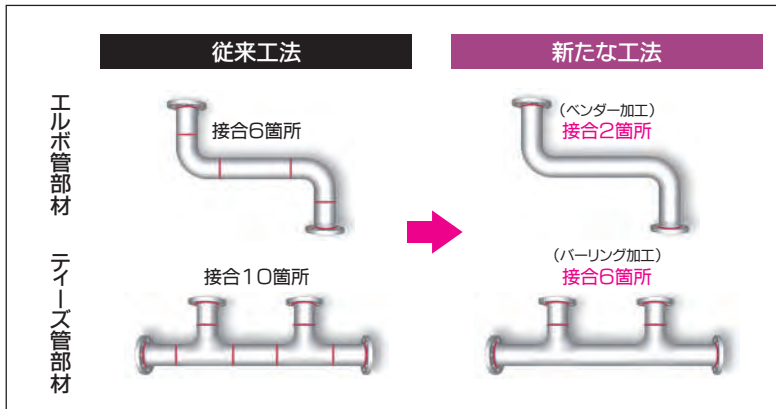 従来工法
新たな工法
エルボ管部材
接合6箇所
（ベンダー加工）
接合2箇所
ティーズ管部材
接合10箇所
（バーリング加工）
接合6箇所